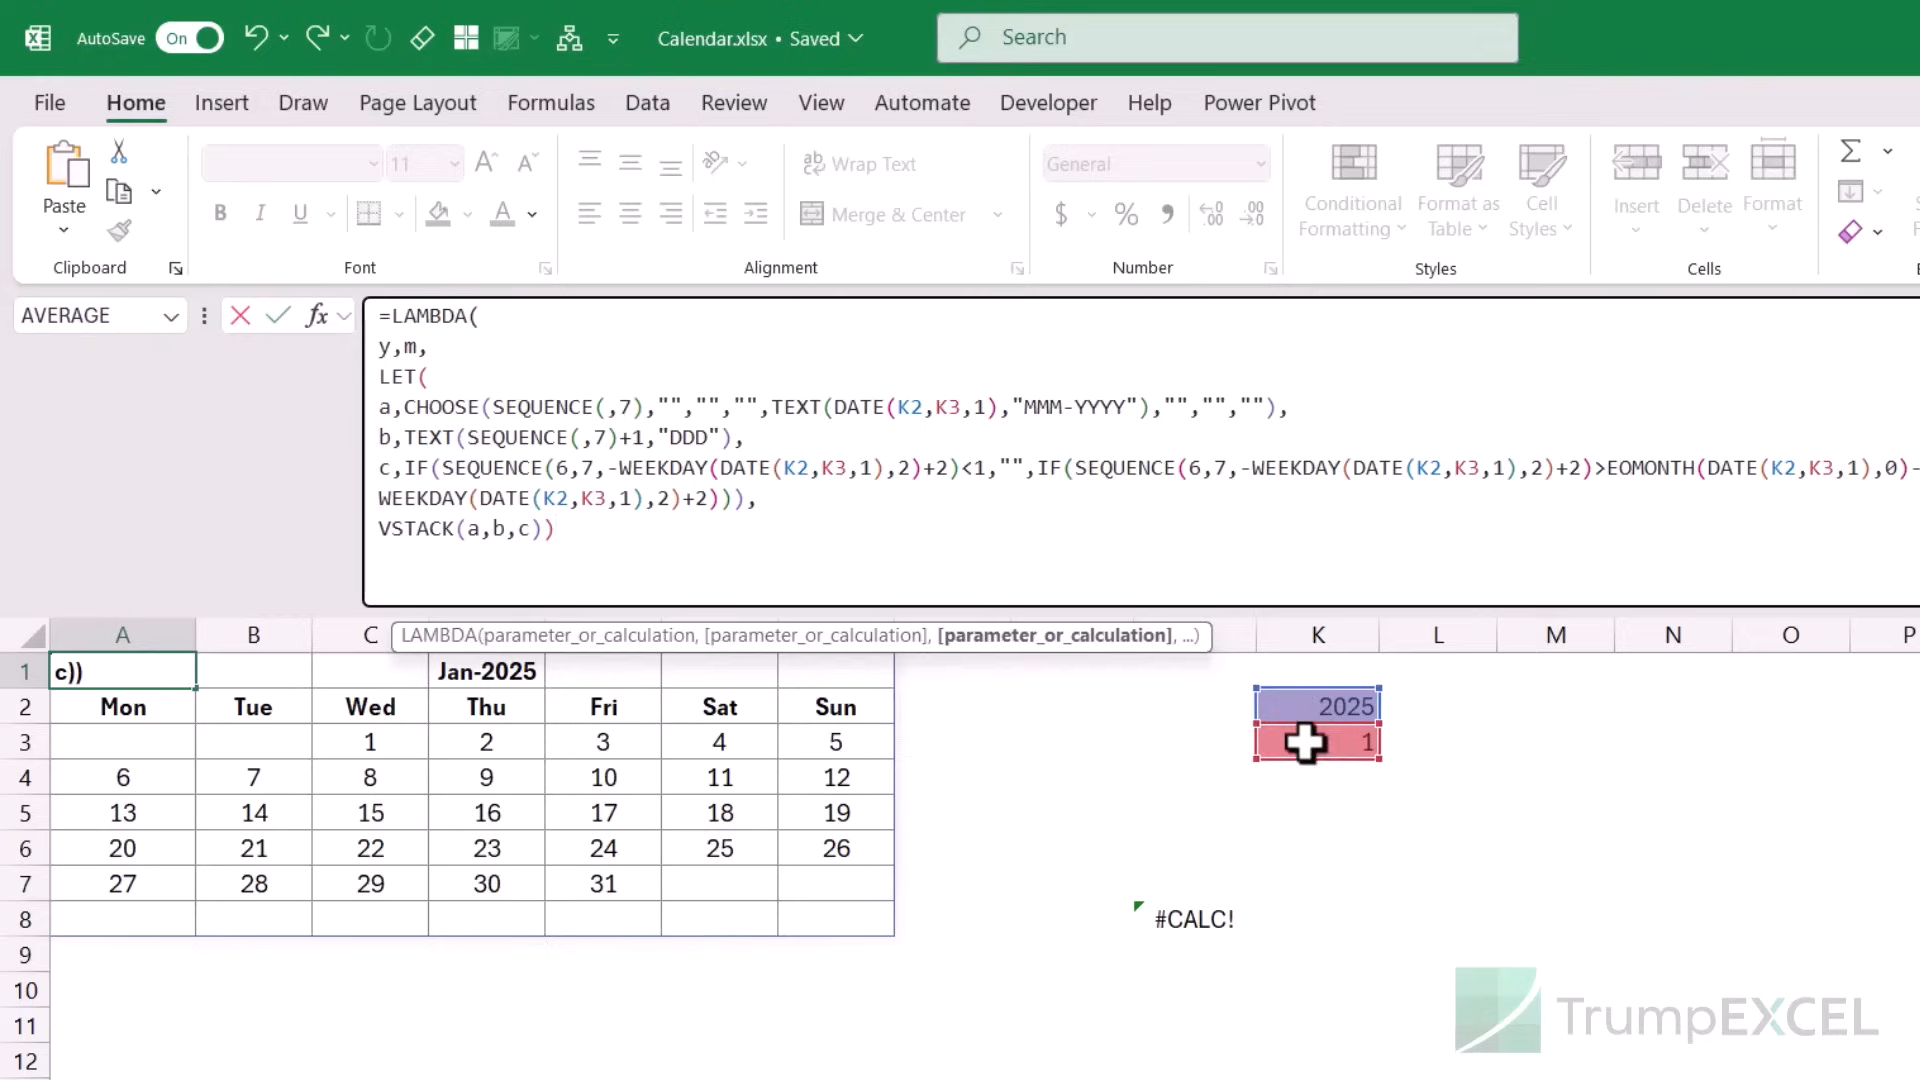 AutoSave On Calendar.xlsx • Saved Search
File Home Insert Draw Page Layout Formulas Data Review View Automate Developer Help Power Pivot
Paste 11 Wrap Text General Conditional Formatting Format as Table Cell Styles Insert Delete Format
B I U A Merge & Center $ % ,
Clipboard Font Alignment Number Styles Cells
AVERAGE fx
=LAMBDA(
y,m,
LET(
a,CHOOSE(SEQUENCE(,7),"","","",TEXT(DATE(K2,K3,1),"MMM-YYYY"),"","",""),
b,TEXT(SEQUENCE(,7)+1,"DDD"),
c,IF(SEQUENCE(6,7,-WEEKDAY(DATE(K2,K3,1),2)+2)<1,"",IF(SEQUENCE(6,7,-WEEKDAY(DATE(K2,K3,1),2)+2)>EOMONTH(DATE(K2,K3,1),0)-
WEEKDAY(DATE(K2,K3,1),2)+2))),
VSTACK(a,b,c))
LAMBDA(parameter_or_calculation, [parameter_or_calculation], [parameter_or_calculation], ...)
A B C K L M N O P
1 c)) Jan-2025
2 Mon Tue Wed Thu Fri Sat Sun 2025
3 1 2 3 4 5 1
4 6 7 8 9 10 11 12
5 13 14 15 16 17 18 19
6 20 21 22 23 24 25 26
7 27 28 29 30 31
8 #CALC!
9
10
11
12
TrumpEXCEL